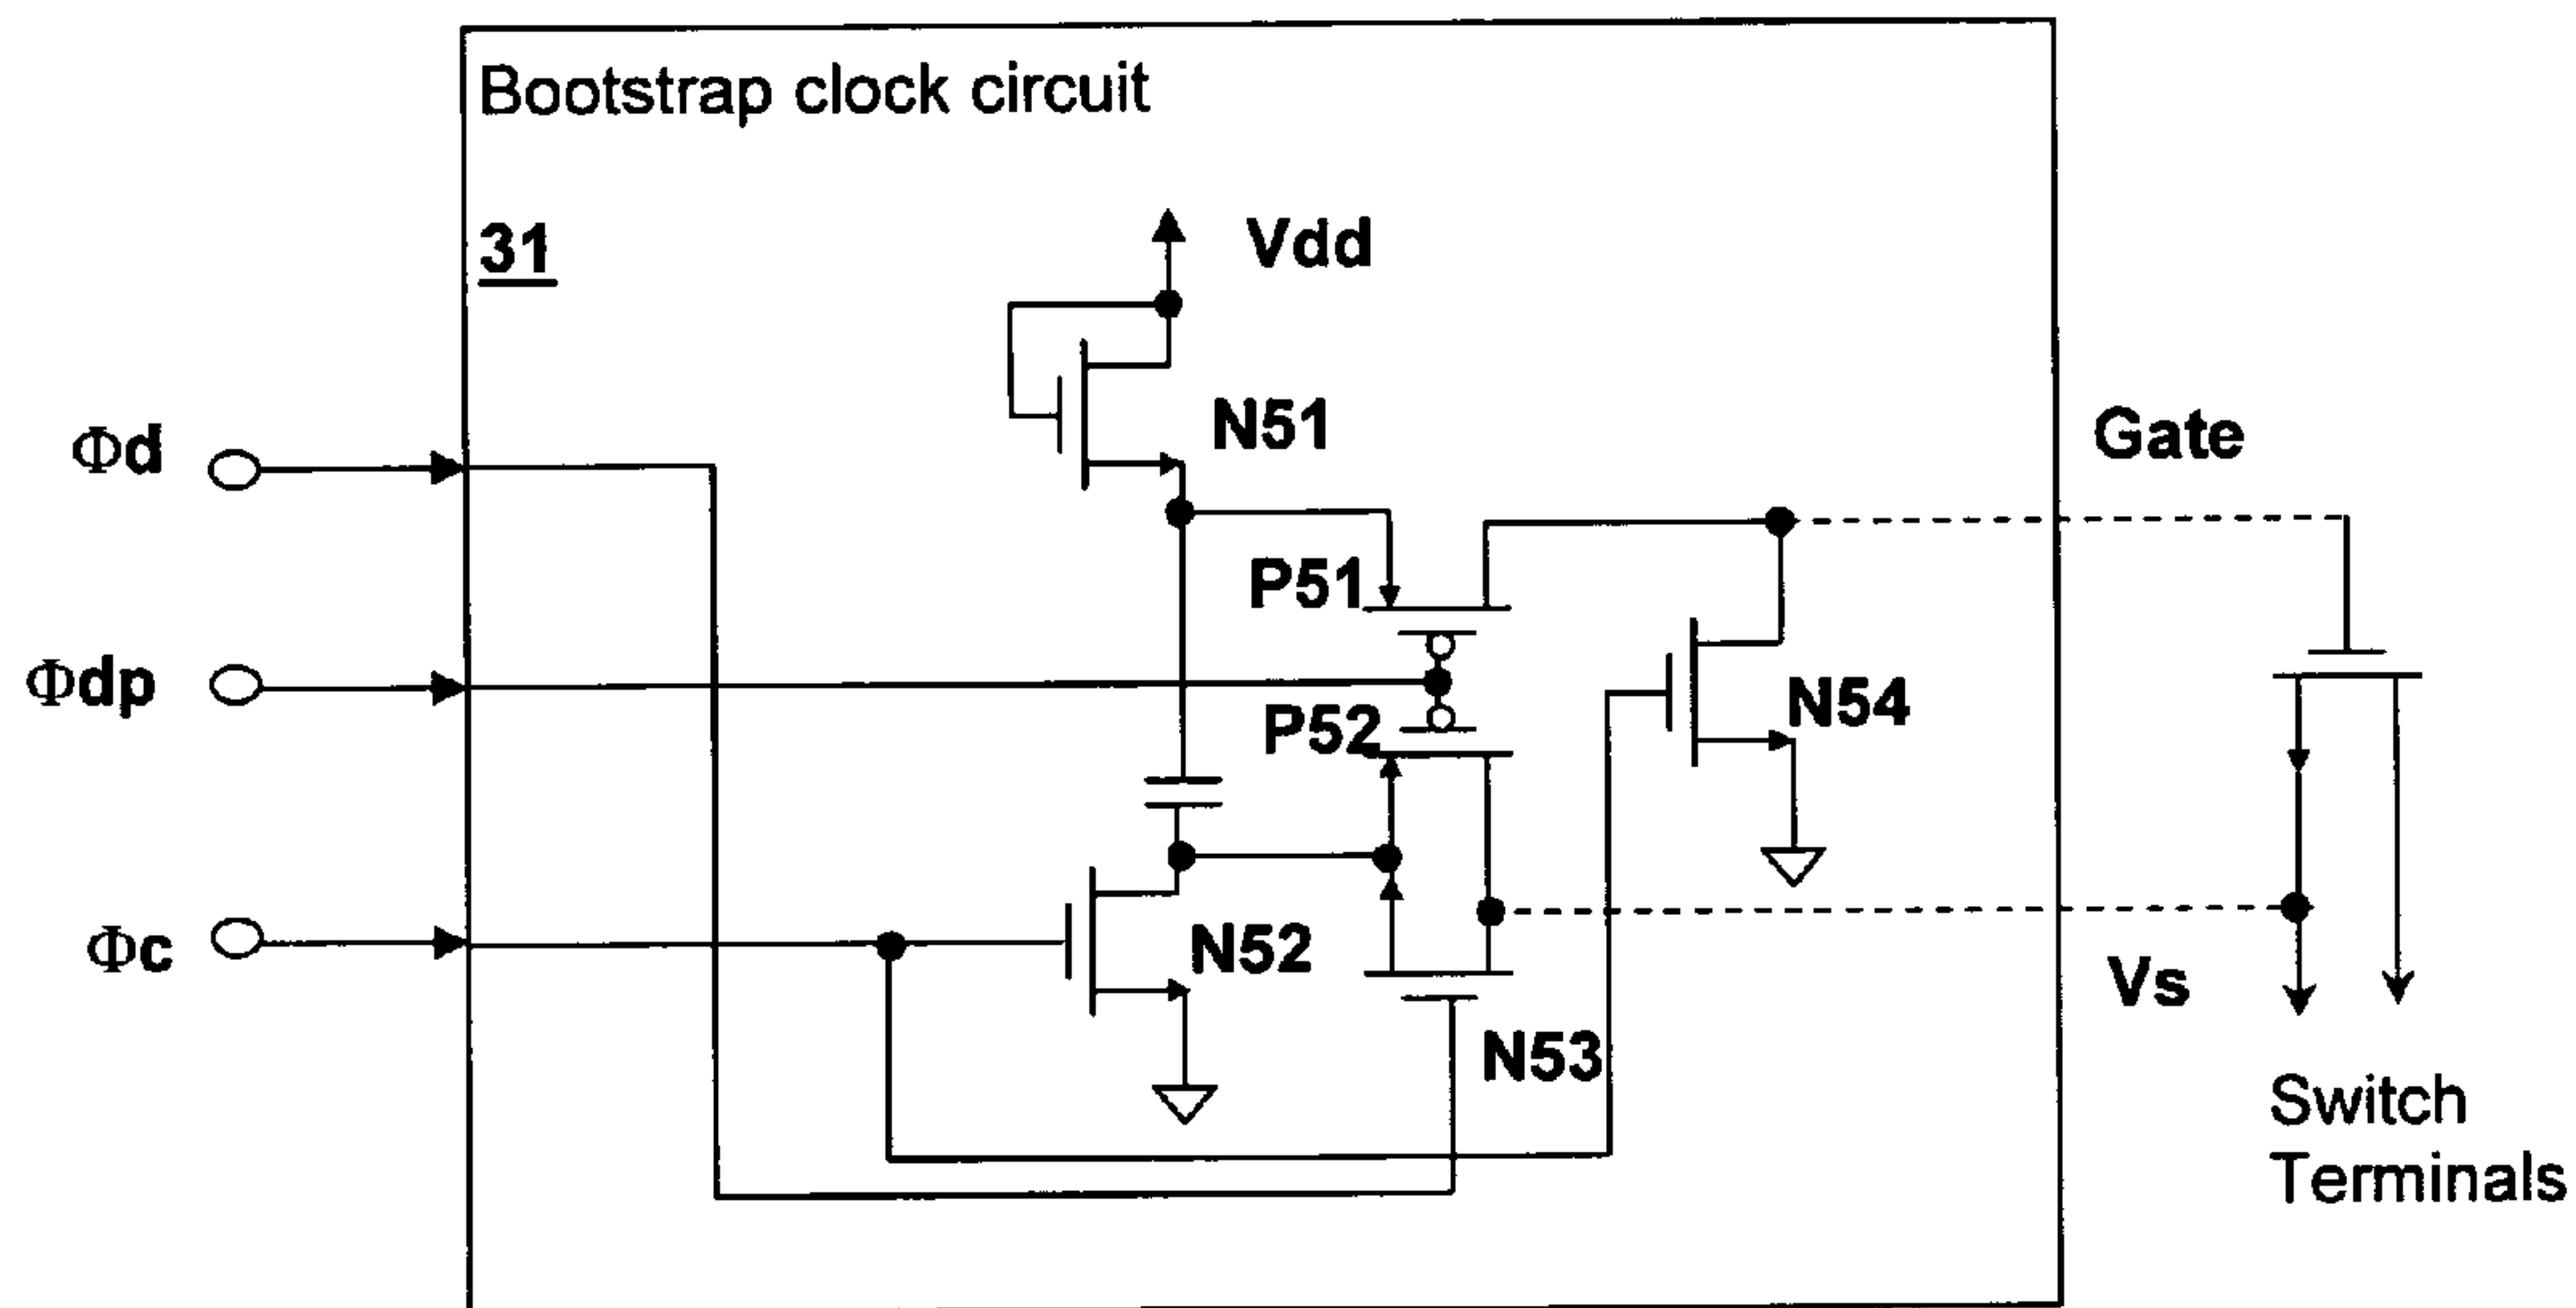 Bootstrap clock circuit
31
Vdd
N51
Φd
Gate
P51
Φdp
P52
N54
Φc
N52
Vs
N53
Switch
Terminals